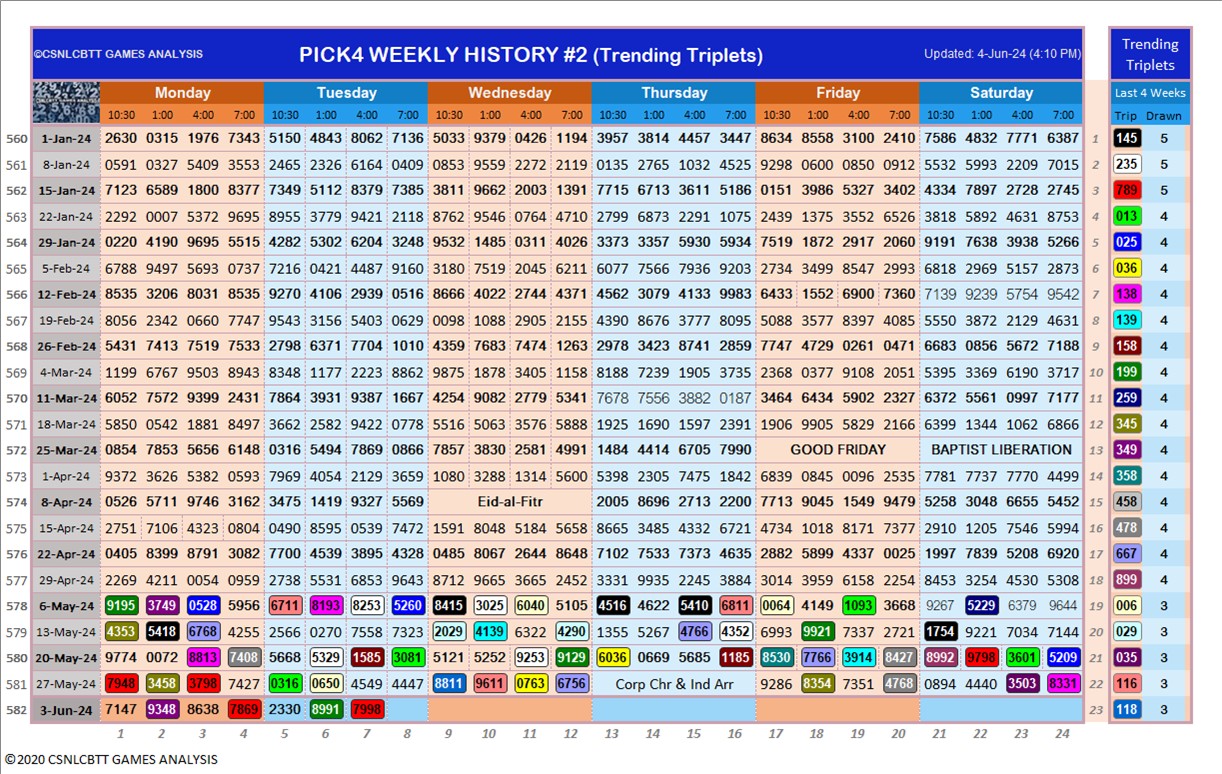 ©CSNLCBTT GAMES ANALYSIS PICK4 WEEKLY HISTORY #2 (Trending Triplets) Updated: 4-Jun-24 (4:10 PM) Trending Triplets
Monday Tuesday Wednesday Thursday Friday Saturday Last 4 Weeks
10:30 1:00 4:00 7:00 10:30 1:00 4:00 7:00 10:30 1:00 4:00 7:00 10:30 1:00 4:00 7:00 10:30 1:00 4:00 7:00 10:30 1:00 4:00 7:00 Trip Drawn
560 1-Jan-24 2630 0315 1976 7343 5150 4843 8062 7138 5033 9379 0426 1194 3957 3814 4457 3447 8634 8558 3100 2410 7586 4832 7771 6387 1 145 5
561 8-Jan-24 0591 0327 5409 3553 2465 2326 6164 0409 0853 9559 2272 2119 0135 2765 1032 4525 9298 0600 0850 0912 5532 5993 2209 7015 2 235 5
562 15-Jan-24 7123 6589 1800 8377 7349 5112 8379 7385 3811 9662 2003 1391 7715 6713 3611 5186 0151 3986 5327 3402 4334 7897 2728 2745 3 789 5
563 22-Jan-24 2292 0007 5372 9695 8955 3779 9421 2118 8762 9546 0764 4710 2799 6873 2291 1075 2439 1375 3552 6526 3818 5892 4631 8753 4 013 4
564 29-Jan-24 0220 4190 9695 5515 4282 5302 6204 3248 9532 1485 0311 4026 3373 3357 5930 5934 7519 1872 2917 2060 9191 7638 3938 5266 5 025 4
565 5-Feb-24 6788 9497 5693 0737 7216 0421 4487 9160 3180 7519 2045 6211 6077 7566 7936 9203 2734 3499 8547 2993 6818 2969 5157 2873 6 036 4
566 12-Feb-24 8535 3206 8031 8535 9270 4106 2939 0516 8666 4022 2744 4371 4562 3079 4133 9983 6433 1552 6900 7360 7139 9239 5754 9542 7 138 4
567 19-Feb-24 8056 2342 0660 7747 9543 3156 5403 0629 9098 1088 2905 2155 4390 8676 3777 8095 5088 3577 8397 4085 5550 3872 2129 4631 8 139 4
568 26-Feb-24 5431 7413 7519 7533 2798 6371 7704 1010 4359 7683 7474 1263 2978 3423 8741 2859 7747 4729 0261 0471 6683 0856 5672 7188 9 158 4
569 4-Mar-24 1199 6767 9503 8943 8348 1177 2223 8862 9875 1878 3405 1158 8188 7239 1905 3735 2368 0377 9108 2051 5395 3369 6190 3717 10 199 4
570 11-Mar-24 6052 7572 9399 2431 7864 3931 9387 1667 4254 9082 2779 5341 7678 7556 3882 0187 3464 6434 5902 2327 6372 5561 0997 7177 11 259 4
571 18-Mar-24 5850 0542 1881 8497 3662 2582 9422 0778 5516 5063 3576 5888 1925 1690 1597 2391 1906 9905 5829 2166 6399 1344 1062 6866 12 345 4
572 25-Mar-24 0854 7853 5656 6148 0316 5494 7869 0866 7857 3830 2581 4991 1484 4414 6705 7990 GOOD FRIDAY BAPTIST LIBERATION 13 349 4
573 1-Apr-24 9372 3626 5382 0593 7969 4054 2129 3651 1080 3288 1314 5600 5398 2305 7475 1842 6839 0845 0096 2535 7781 7737 7770 4499 14 358 4
574 8-Apr-24 0526 5711 9746 3162 3475 1419 9327 5569 Eid-al-Fitr 2005 8696 2713 2200 7713 9045 1549 9479 5258 3048 6655 5452 15 458 4
575 15-Apr-24 2751 7106 4323 0804 0490 8595 0539 7472 1591 8048 5184 5658 8665 3485 4332 6721 4734 1018 8171 7377 2910 1205 7546 5994 16 478 4
576 22-Apr-24 0405 8399 8791 3082 7700 4539 3895 4328 0485 8067 2644 8648 7102 7533 7373 4635 2882 5899 4337 0025 1997 7839 5208 6920 17 667 4
577 29-Apr-24 2269 4211 0054 0959 2738 5531 6853 9643 8712 9665 3665 2452 3331 9935 2245 3884 3014 3959 6158 2254 8453 3254 4530 5308 18 899 4
578 6-May-24 9195 3749 0528 5956 6711 8193 8253 5260 8415 3025 6040 5105 4516 4622 5410 6811 0064 4149 1093 3668 9267 5229 6379 9644 19 006 3
579 13-May-24 4353 5418 6768 4255 2566 0270 7558 7323 2029 4139 6322 4290 1355 5267 4766 4352 6993 9921 7337 2721 1754 9221 7034 7144 20 029 3
580 20-May-24 9774 0072 8813 7408 5668 5329 1585 3081 5121 5252 9253 9129 6036 0669 5685 1185 8530 7766 3914 8427 8992 9798 3601 5209 21 035 3
581 27-May-24 7948 3458 3798 7427 0316 0650 4549 4447 8811 9611 0763 6756 Corp Chr & Ind Arr 9286 8354 7351 4768 0894 4440 3503 8331 22 116 3
582 3-Jun-24 7147 9348 8638 7869 2330 8991 7998 23 118 3
1 2 3 4 5 6 7 8 9 10 11 12 13 14 15 16 17 18 19 20 21 22 23 24
©2020 CSNLCBTT GAMES ANALYSIS